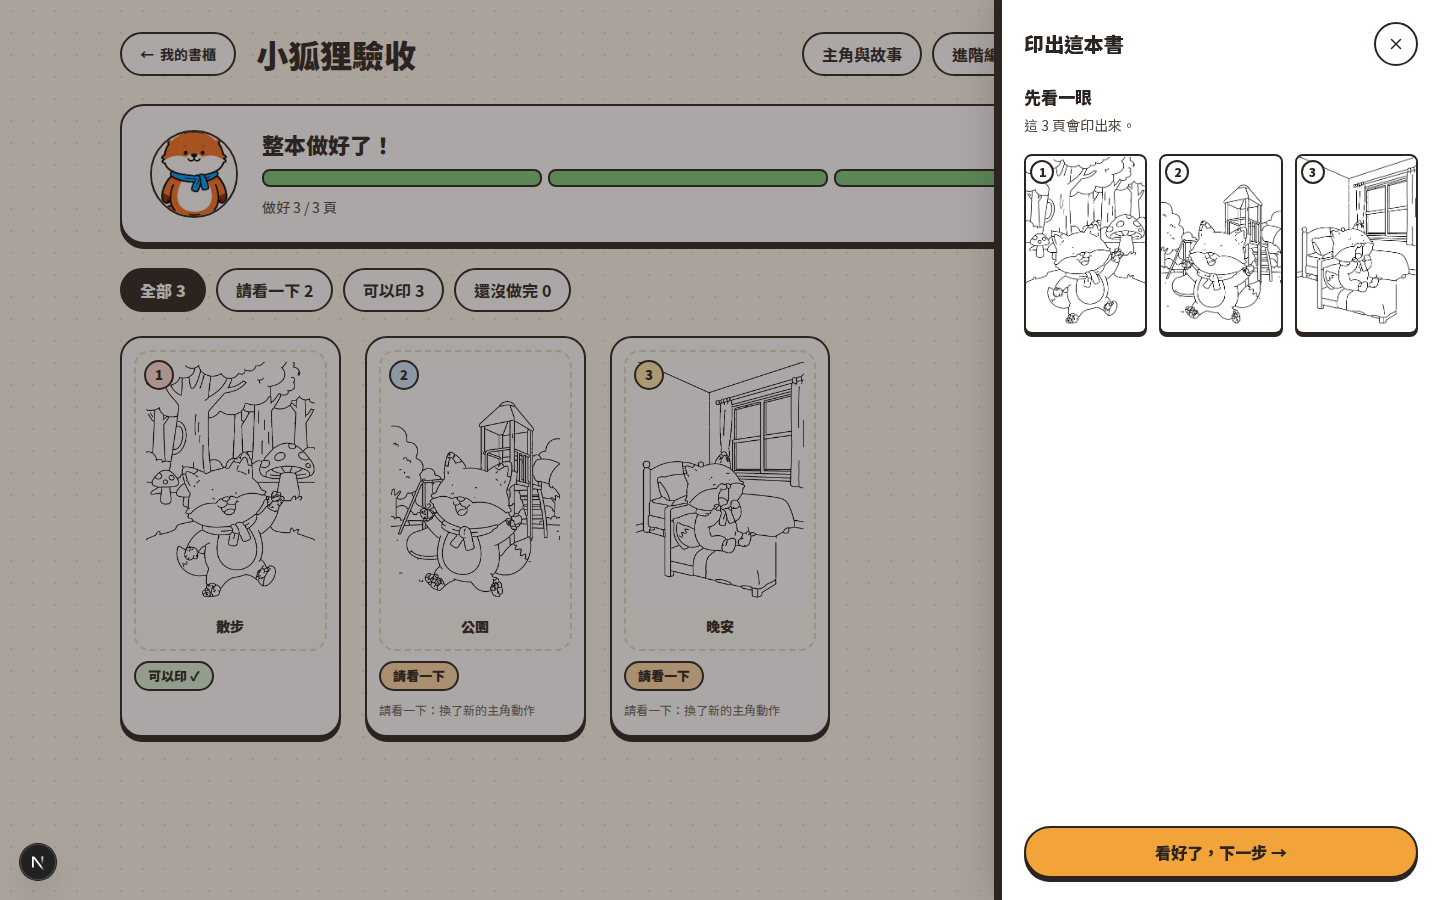 ← 我的書櫃
小狐狸驗收
主角與故事
進階編
整本做好了！
做好 3 / 3 頁
全部 3
請看一下 2
可以印 3
還沒做完 0
1
散步
可以印 ✓
2
公園
請看一下
請看一下：換了新的主角動作
3
晚安
請看一下
請看一下：換了新的主角動作
N
印出這本書
×
先看一眼
這 3 頁會印出來。
1
2
3
看好了，下一步 →